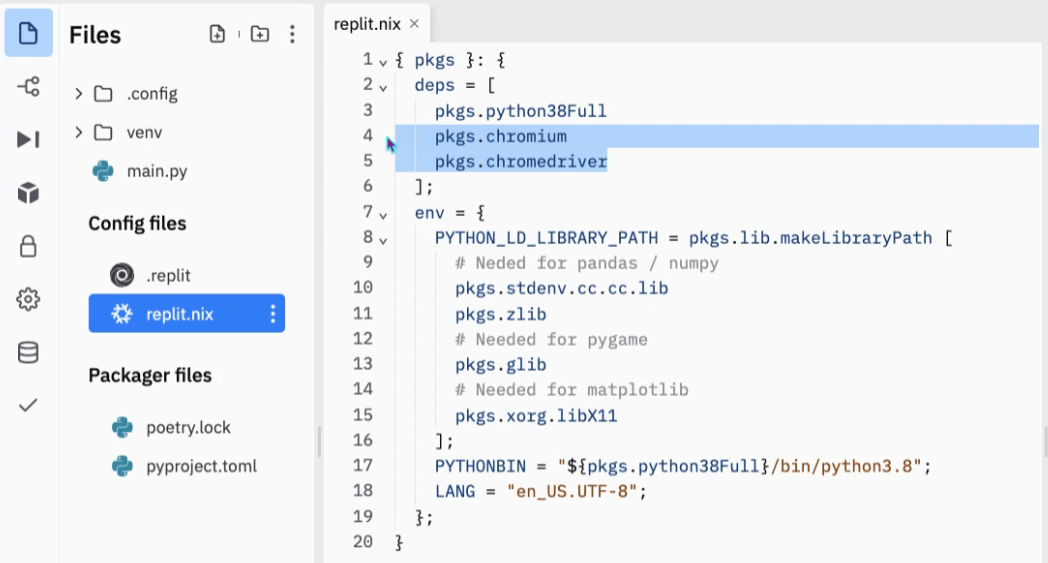 Files
.config
venv
main.py
Config files
.replit
replit.nix
Packager files
poetry.lock
pyproject.toml
replit.nix ×
1 { pkgs }: {
2   deps = [
3     pkgs.python38Full
4     pkgs.chromium
5     pkgs.chromedriver
6   ];
7   env = {
8     PYTHON_LD_LIBRARY_PATH = pkgs.lib.makeLibraryPath [
9       # Neded for pandas / numpy
10       pkgs.stdenv.cc.cc.lib
11       pkgs.zlib
12       # Needed for pygame
13       pkgs.glib
14       # Needed for matplotlib
15       pkgs.xorg.libX11
16     ];
17     PYTHONBIN = "${pkgs.python38Full}/bin/python3.8";
18     LANG = "en_US.UTF-8";
19   };
20 }